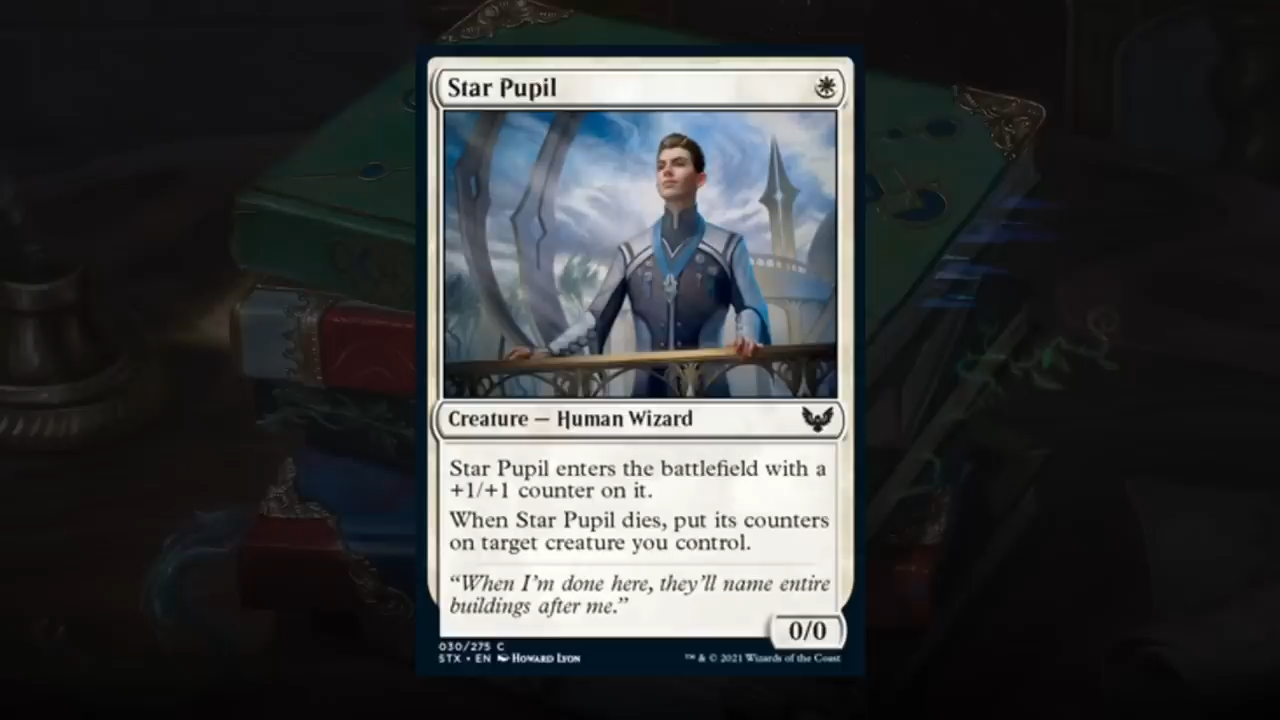 Star Pupil
Creature — Human Wizard
Star Pupil enters the battlefield with a
+1/+1 counter on it.
When Star Pupil dies, put its counters
on target creature you control.
“When I’m done here, they’ll name entire
buildings after me.”
0/0
030/275 C
STX • EN Howard Lyon
™ & © 2021 Wizards of the Coast